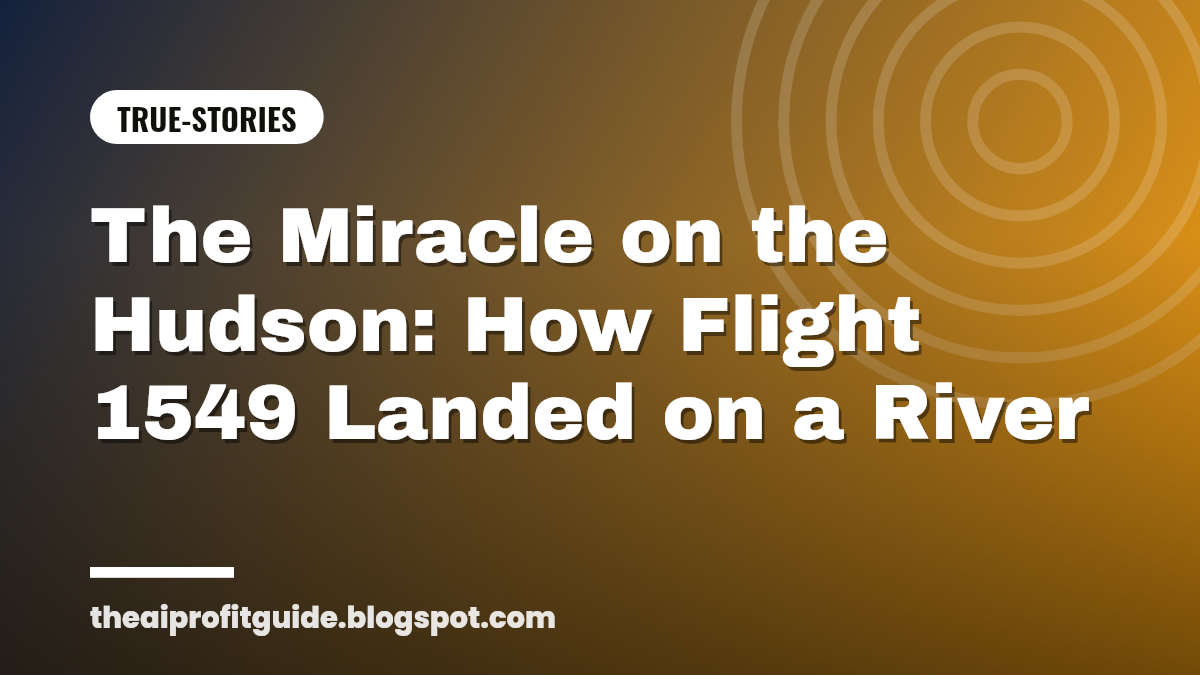 TRUE-STORIES
The Miracle on the
Hudson: How Flight
1549 Landed on a River
theaiprofitguide.blogspot.com